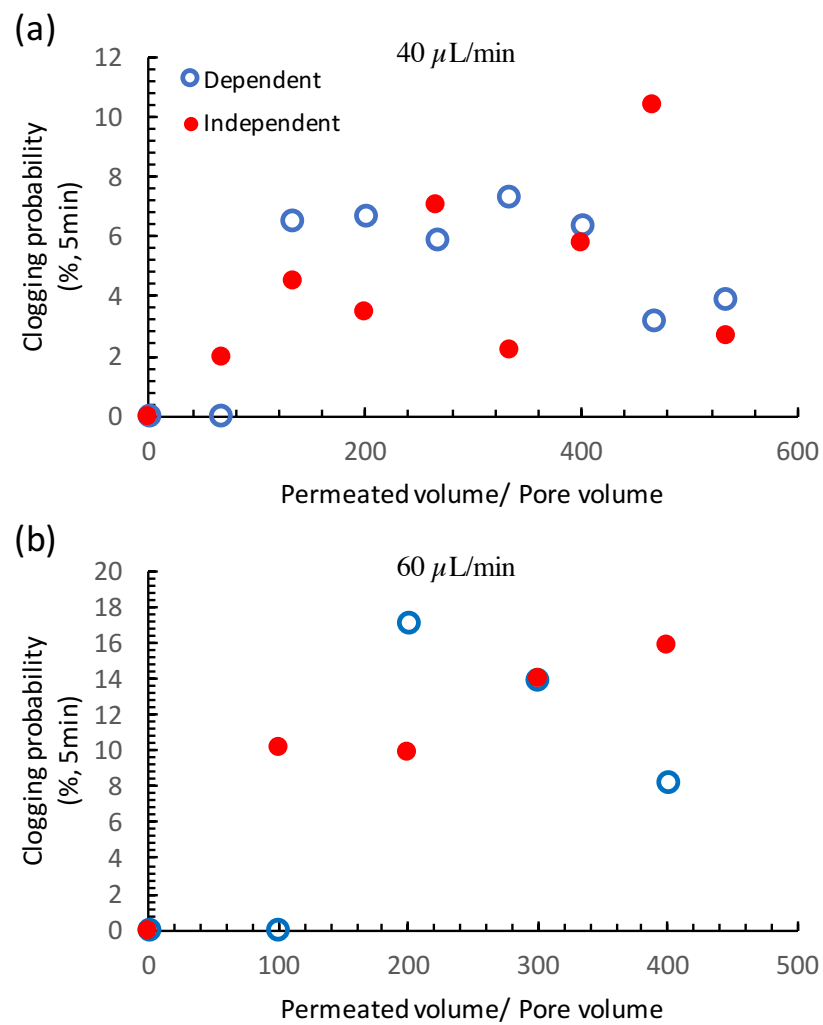 (a)
40 µL/min
Dependent
Independent
Clogging probability
(%, 5min)
12
10
8
6
4
2
0
0 200 400 600
Permeated volume/ Pore volume
(b)
60 µL/min
Clogging probability
(%, 5min)
20
18
16
14
12
10
8
6
4
2
0
0 100 200 300 400 500
Permeated volume/ Pore volume